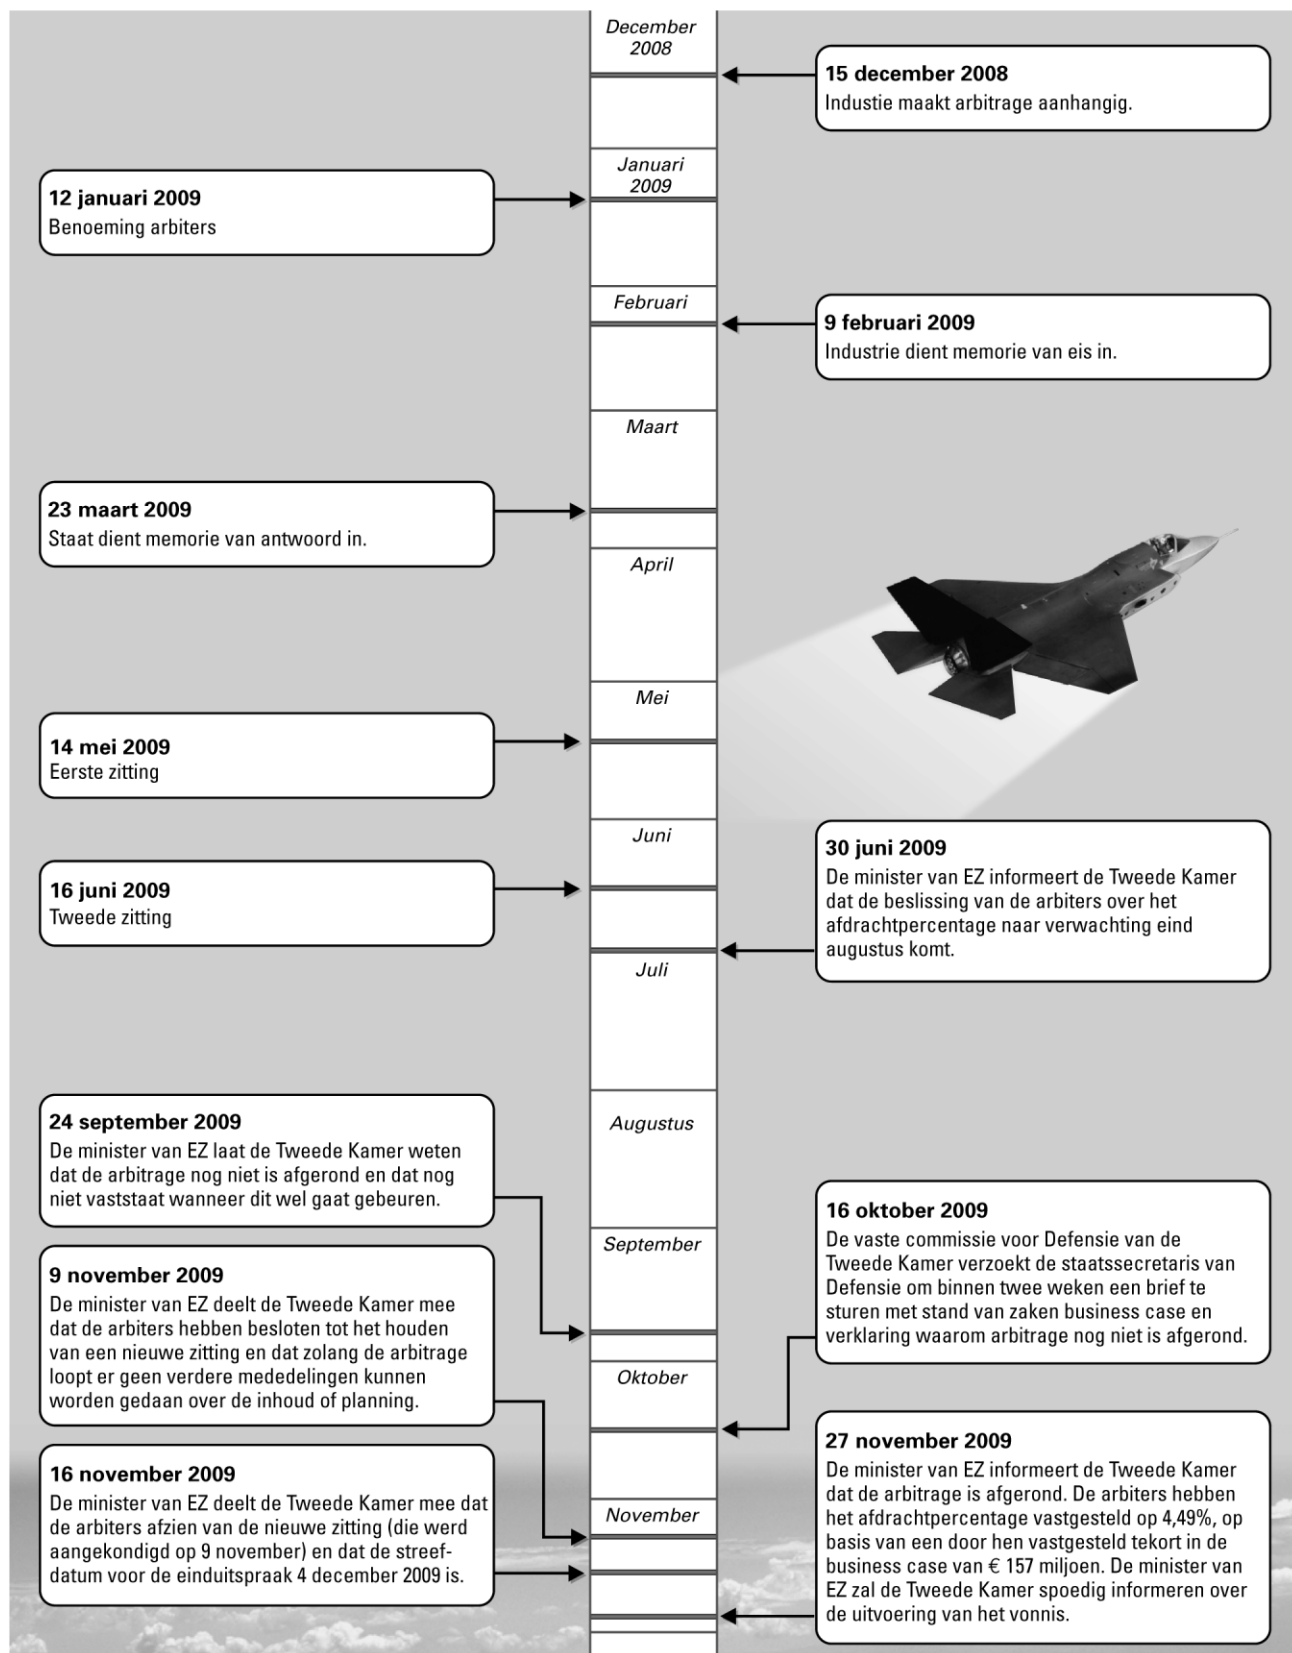 December
2008
15 december 2008
Industie maakt arbitrage aanhangig.
Januari
2009
12 januari 2009
Benoeming arbiters
Februari
9 februari 2009
Industrie dient memorie van eis in.
Maart
23 maart 2009
Staat dient memorie van antwoord in.
April
Mei
14 mei 2009
Eerste zitting
Juni
16 juni 2009
Tweede zitting
30 juni 2009
De minister van EZ informeert de Tweede Kamer
dat de beslissing van de arbiters over het
afdrachtpercentage naar verwachting eind
augustus komt.
Juli
Augustus
24 september 2009
De minister van EZ laat de Tweede Kamer weten
dat de arbitrage nog niet is afgerond en dat nog
niet vaststaat wanneer dit wel gaat gebeuren.
September
16 oktober 2009
De vaste commissie voor Defensie van de
Tweede Kamer verzoekt de staatssecretaris van
Defensie om binnen twee weken een brief te
sturen met stand van zaken business case en
verklaring waarom arbitrage nog niet is afgerond.
9 november 2009
De minister van EZ deelt de Tweede Kamer mee
dat de arbiters hebben besloten tot het houden
van een nieuwe zitting en dat zolang de arbitrage
loopt er geen verdere mededelingen kunnen
worden gedaan over de inhoud of planning.
Oktober
16 november 2009
De minister van EZ deelt de Tweede Kamer mee dat
de arbiters afzien van de nieuwe zitting (die werd
aangekondigd op 9 november) en dat de streef-
datum voor de einduitspraak 4 december 2009 is.
November
27 november 2009
De minister van EZ informeert de Tweede Kamer
dat de arbitrage is afgerond. De arbiters hebben
het afdrachtpercentage vastgesteld op 4,49%, op
basis van een door hen vastgesteld tekort in de
business case van € 157 miljoen. De minister van
EZ zal de Tweede Kamer spoedig informeren over
de uitvoering van het vonnis.